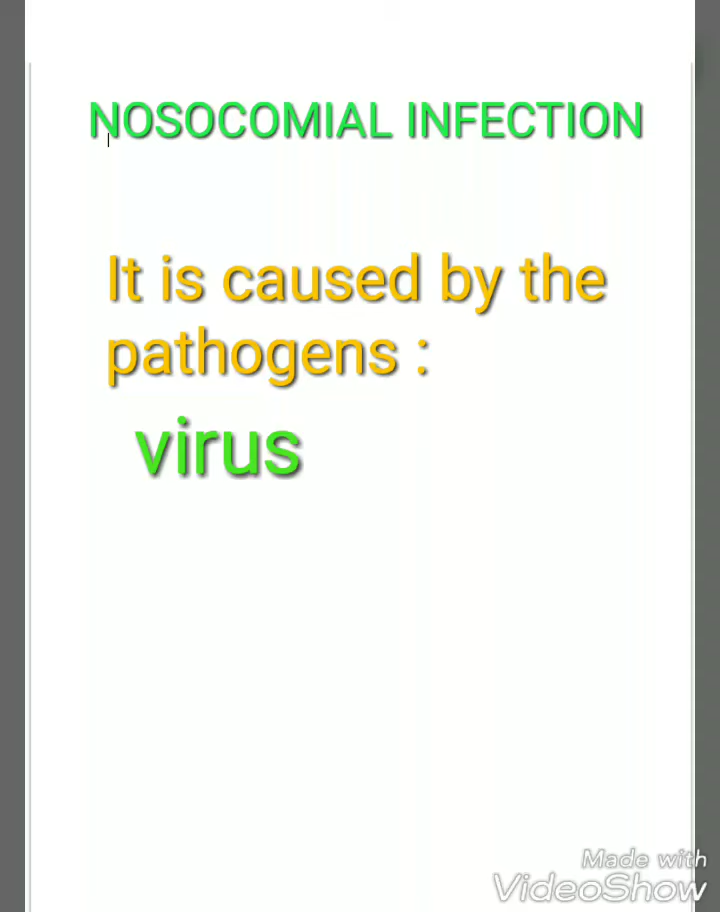 NOSOCOMIAL INFECTION
It is caused by the
pathogens :
virus
Made with
VideoShow